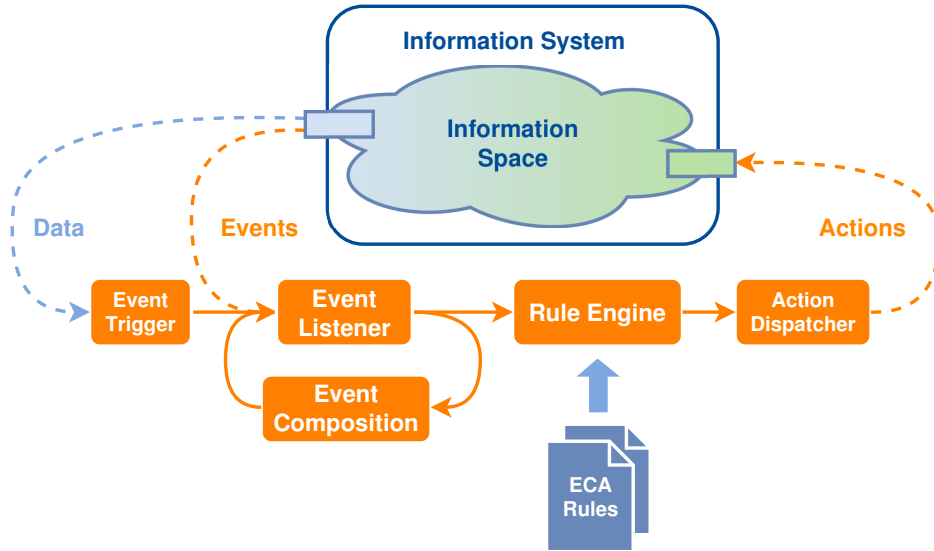 Information System
Information
Space
Data
Events
Actions
Event
Trigger
Event
Listener
Rule Engine
Action
Dispatcher
Event
Composition
ECA
Rules